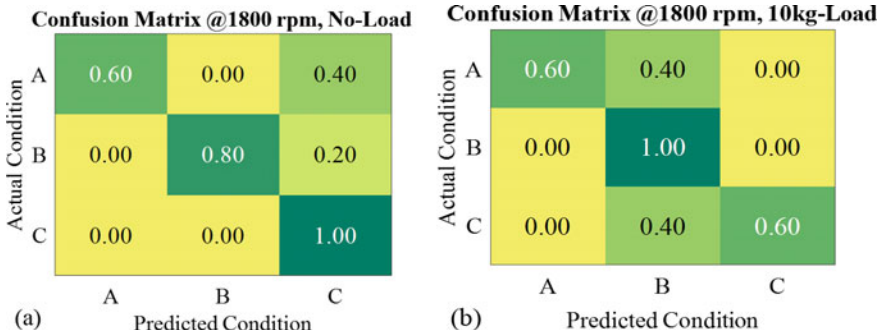 Confusion Matrix @1800 rpm, No-Load
Actual Condition
A 0.60 0.00 0.40
B 0.00 0.80 0.20
C 0.00 0.00 1.00
A B C
(a) Predicted Condition
Confusion Matrix @1800 rpm, 10kg-Load
Actual Condition
A 0.60 0.40 0.00
B 0.00 1.00 0.00
C 0.00 0.40 0.60
A B C
(b) Predicted Condition